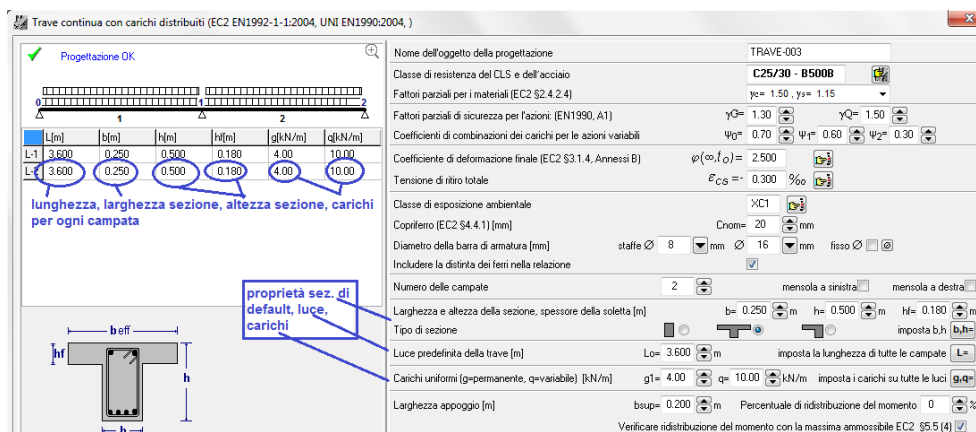 Trave continua con carichi distribuiti (EC2 EN1992-1-1:2004, UNI EN1990:2004, )
Progettazione OK
0 1 2
1 2
L[m] b[m] h[m] hf[m] g[kN/m] q[kN/m]
L-1 3.600 0.250 0.500 0.180 4.00 10.00
L-2 3.600 0.250 0.500 0.180 4.00 10.00
lunghezza, larghezza sezione, altezza sezione, carichi
per ogni campata
proprietà sez. di
default, luce,
carichi
b eff
hf
h
b
Nome dell'oggetto della progettazione TRAVE-003
Classe di resistenza del CLS e dell'acciaio C25/30 - B500B
Fattori parziali per i materiali (EC2 §2.4.2.4) γc= 1.50 , γs= 1.15
Fattori parziali di sicurezza per l'azioni: (EN1990, A1) γG= 1.30 γQ= 1.50
Coefficienti di combinazioni dei carichi per le azioni variabili Ψ0= 0.70 Ψ1= 0.60 Ψ2= 0.30
Coefficiente di deformazione finale (EC2 §3.1.4, Annessi B) φ(∞,to)= 2.500
Tensione di ritiro totale εcs =- 0.300 ‰
Classe di esposizione ambientale XC1
Copriferro (EC2 §4.4.1) [mm] Cnom= 20 mm
Diametro della barra di armatura [mm] staffe Ø 8 mm Ø 16 mm fisso Ø Ø
Includere la distinta dei ferri nella relazione
Numero delle campate 2 mensola a sinistra mensola a destra
Larghezza e altezza della sezione, spessore della soletta [m] b= 0.250 m h= 0.500 m hf= 0.180 m
Tipo di sezione imposta b,h b,h=
Luce predefinita della trave [m] Lo= 3.600 m imposta la lunghezza di tutte le campate L=
Carichi uniformi (g=permanente, q=variabile) [kN/m] g1= 4.00 q= 10.00 kN/m imposta i carichi su tutte le luci g,q=
Larghezza appoggio [m] bsup= 0.200 m Percentuale di ridistribuzione del momento 0 %
Verificare ridistribuzione del momento con la massima ammossibile EC2 §5.5 (4)